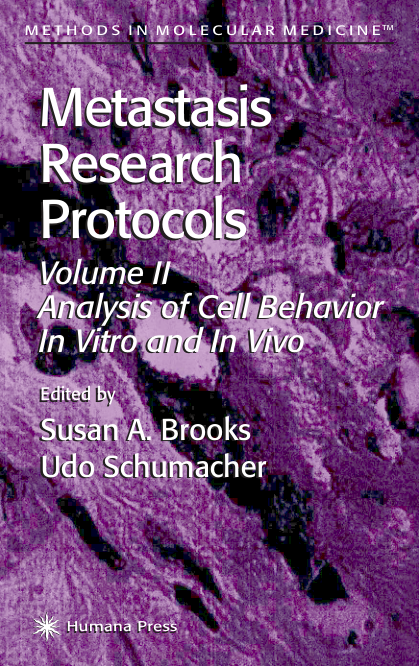 METHODS IN MOLECULAR MEDICINE™
Metastasis
Research
Protocols
Volume II
Analysis of Cell Behavior
In Vitro and In Vivo
Edited by
Susan A. Brooks
Udo Schumacher
Humana Press